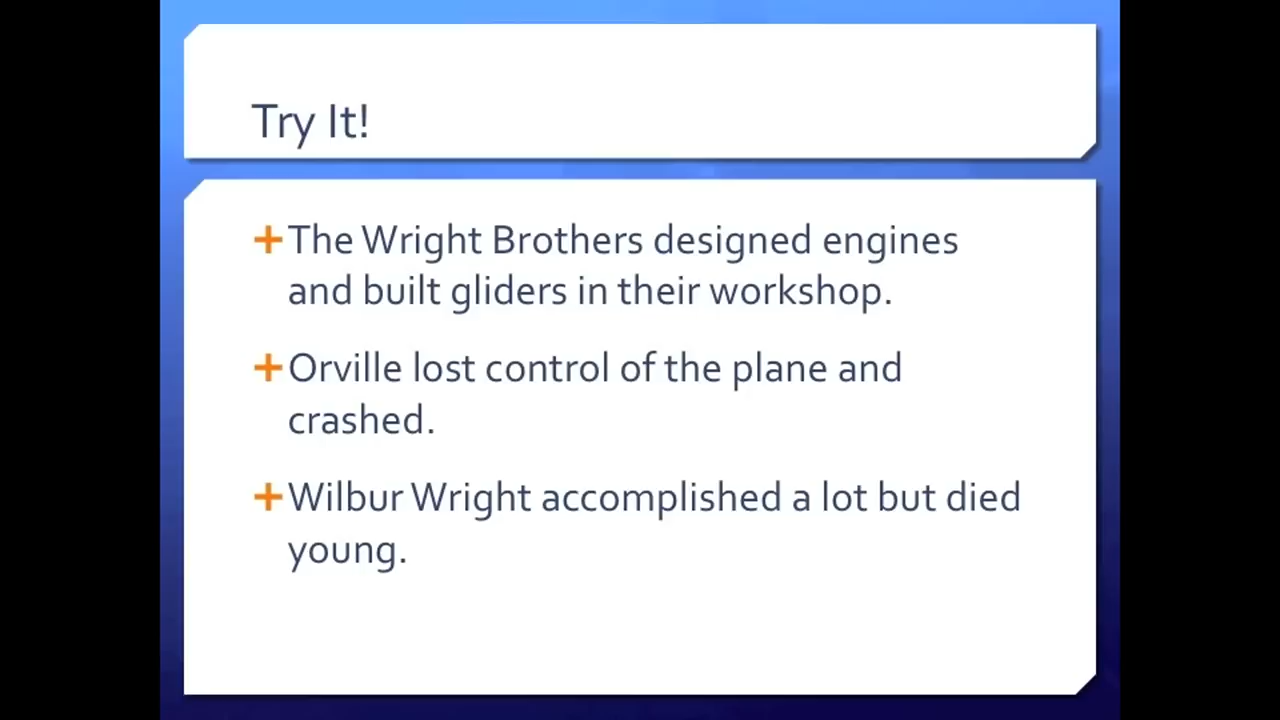 Try It!
The Wright Brothers designed engines
and built gliders in their workshop.
Orville lost control of the plane and
crashed.
Wilbur Wright accomplished a lot but died
young.